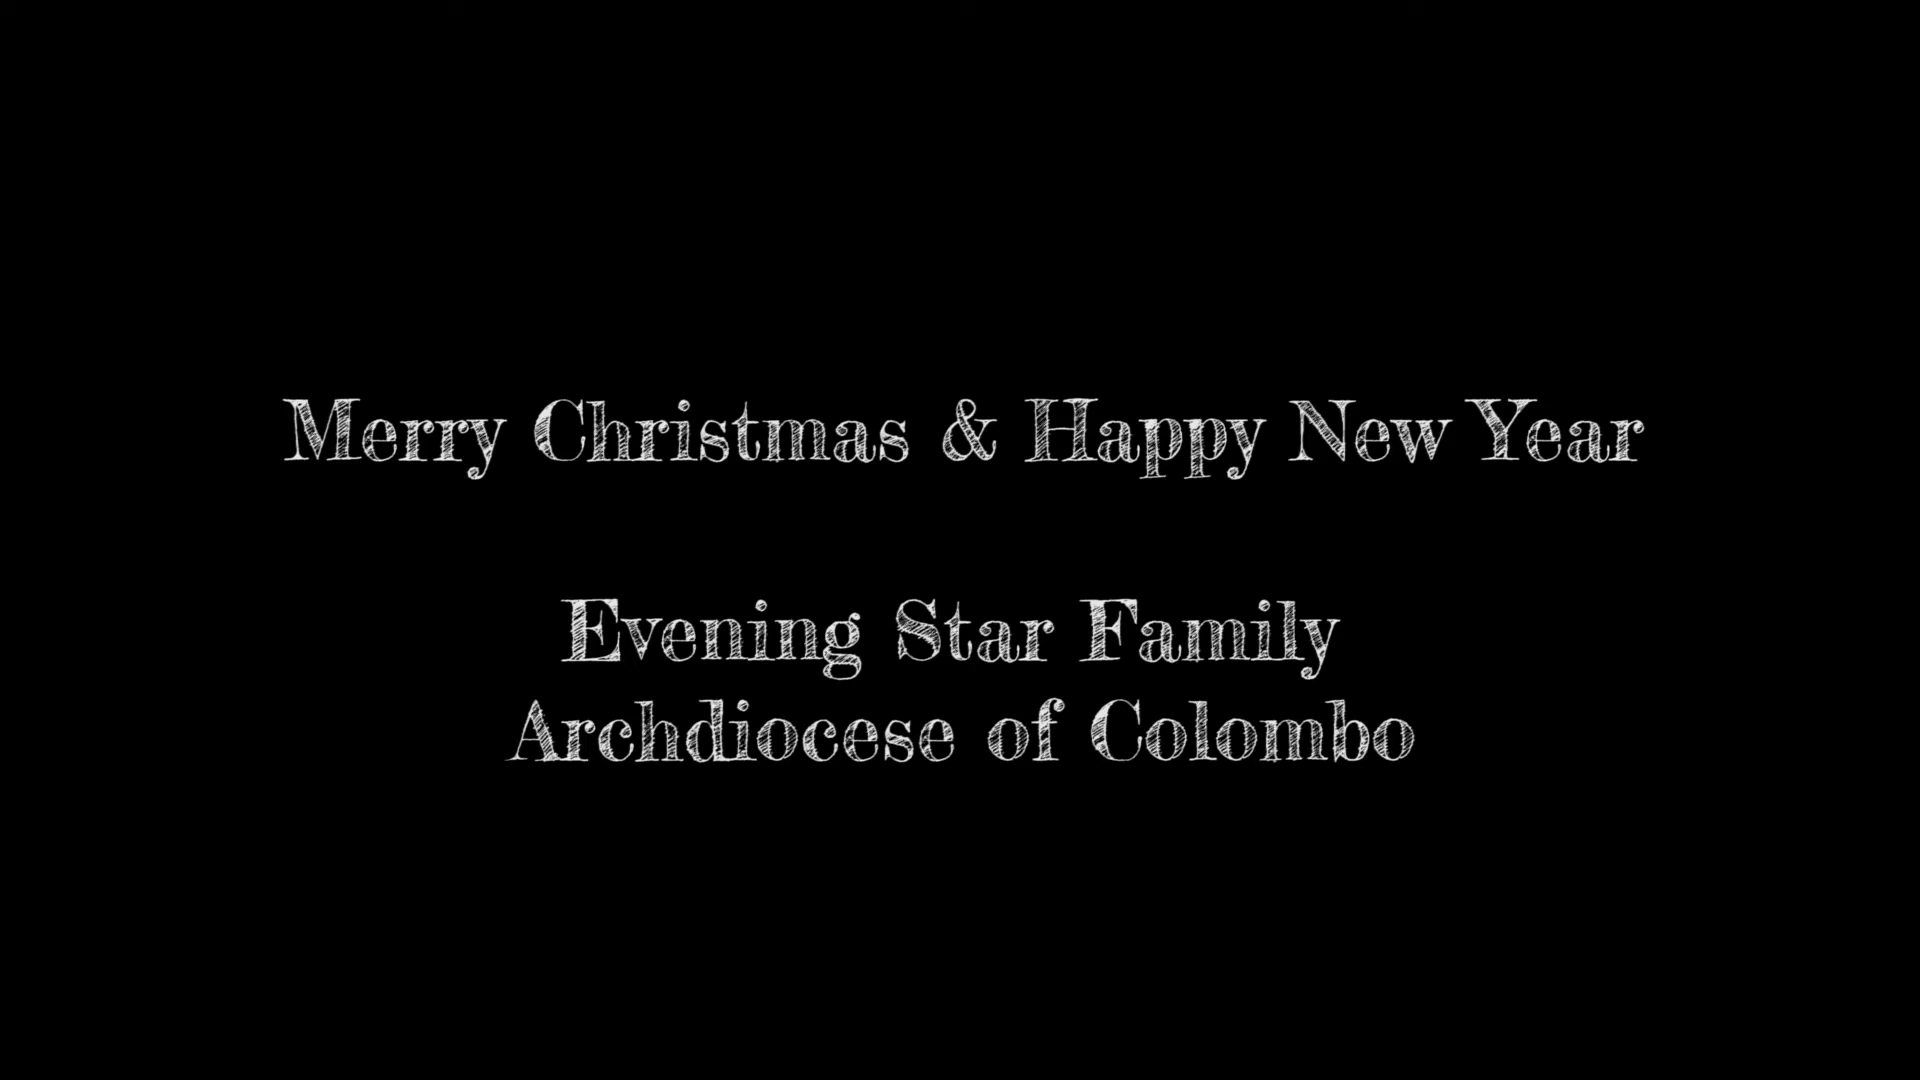 Merry Christmas & Happy New Year
Evening Star Family
Archdiocese of Colombo